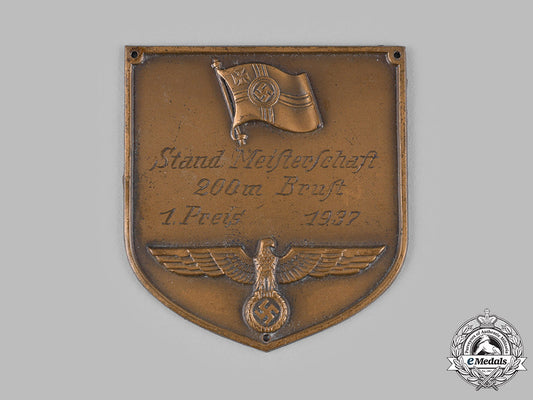 Stand Meisterschaft
200m Brust
1. Preis 1937
eMedals